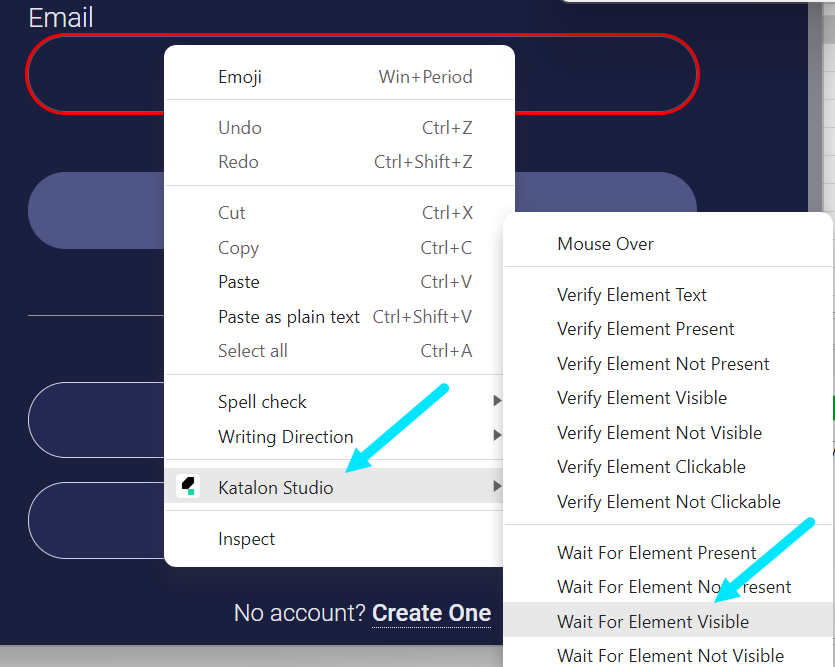 Email
Emoji Win+Period
Undo Ctrl+Z
Redo Ctrl+Shift+Z
Cut Ctrl+X
Copy Ctrl+C
Paste Ctrl+V
Paste as plain text Ctrl+Shift+V
Select all Ctrl+A
Spell check
Writing Direction
Katalon Studio
Inspect
Mouse Over
Verify Element Text
Verify Element Present
Verify Element Not Present
Verify Element Visible
Verify Element Not Visible
Verify Element Clickable
Verify Element Not Clickable
Wait For Element Present
Wait For Element Not Present
Wait For Element Visible
Wait For Element Not Visible
No account? Create One